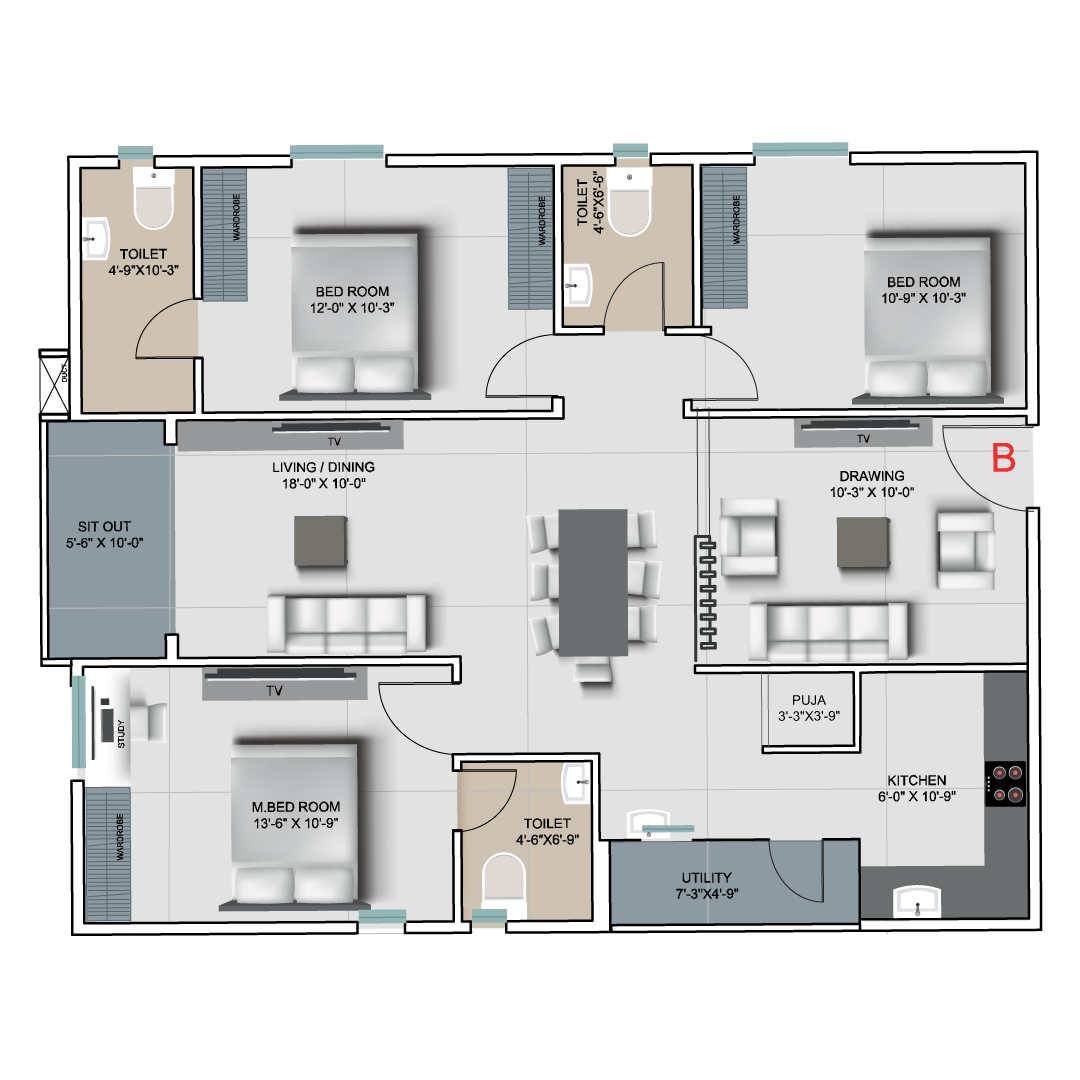 TOILET
4'-9"X10'-3"
WARDROBE
BED ROOM
12'-0" X 10'-3"
WARDROBE
TOILET
4'-6"X6'-6"
WARDROBE
BED ROOM
10'-9" X 10'-3"
DUCT
TV
LIVING / DINING
18'-0" X 10'-0"
TV
B
DRAWING
10'-3" X 10'-0"
SIT OUT
5'-6" X 10'-0"
TV
STUDY
WARDROBE
M.BED ROOM
13'-6" X 10'-9"
TOILET
4'-6"X6'-9"
PUJA
3'-3"X3'-9"
KITCHEN
6'-0" X 10'-9"
UTILITY
7'-3"X4'-9"